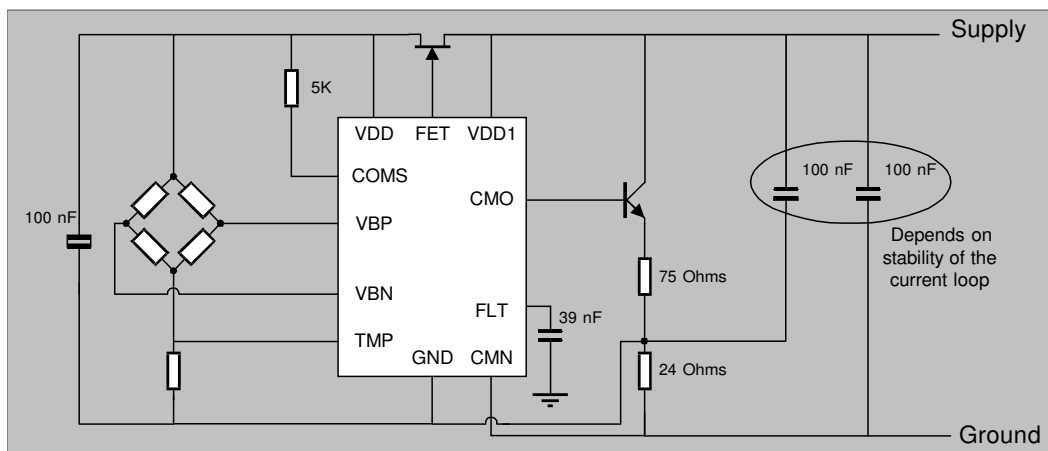 Supply
5K
VDD FET VDD1
COMS
CMO
100 nF 100 nF
100 nF
VBP
Depends on
stability of the
current loop
75 Ohms
VBN
FLT
39 nF
TMP
GND CMN
24 Ohms
Ground